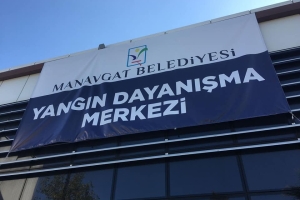 MANAVGAT BELEDİYESİ
YANGIN DAYANIŞMA
MERKEZİ